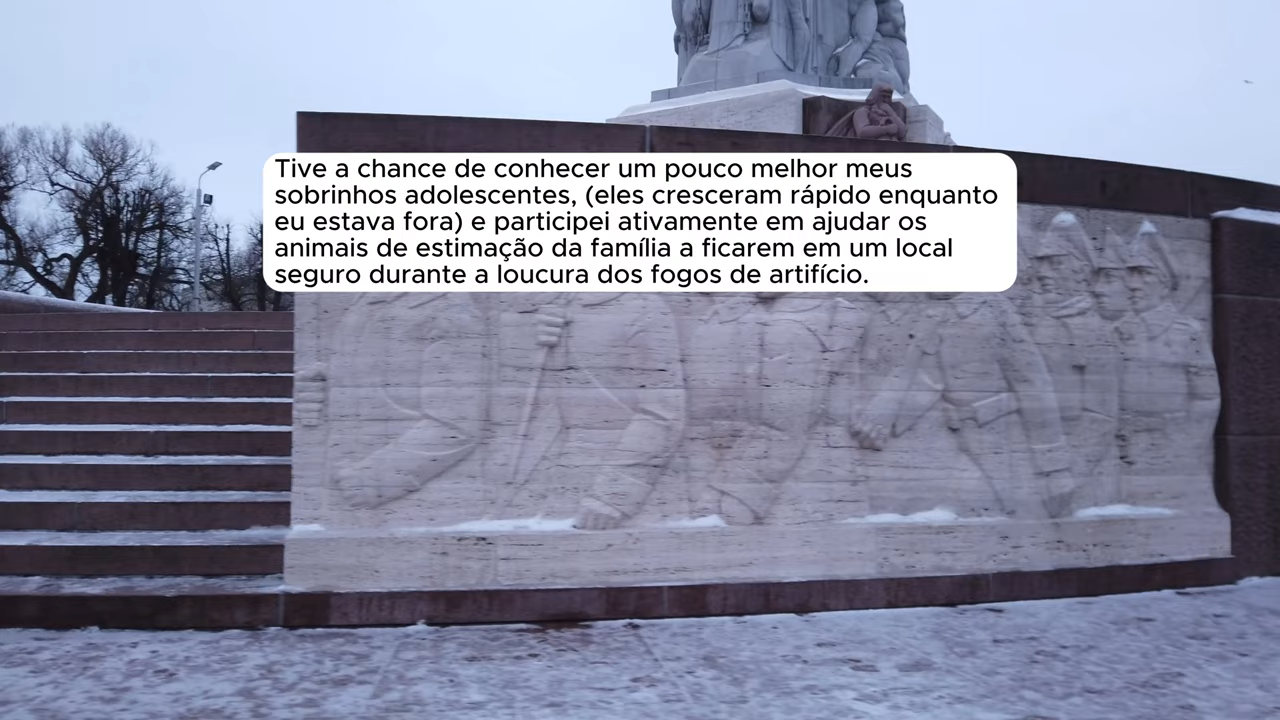 Tive a chance de conhecer um pouco melhor meus
sobrinhos adolescentes, (eles cresceram rápido enquanto
eu estava fora) e participei ativamente em ajudar os
animais de estimação da família a ficarem em um local
seguro durante a loucura dos fogos de artifício.